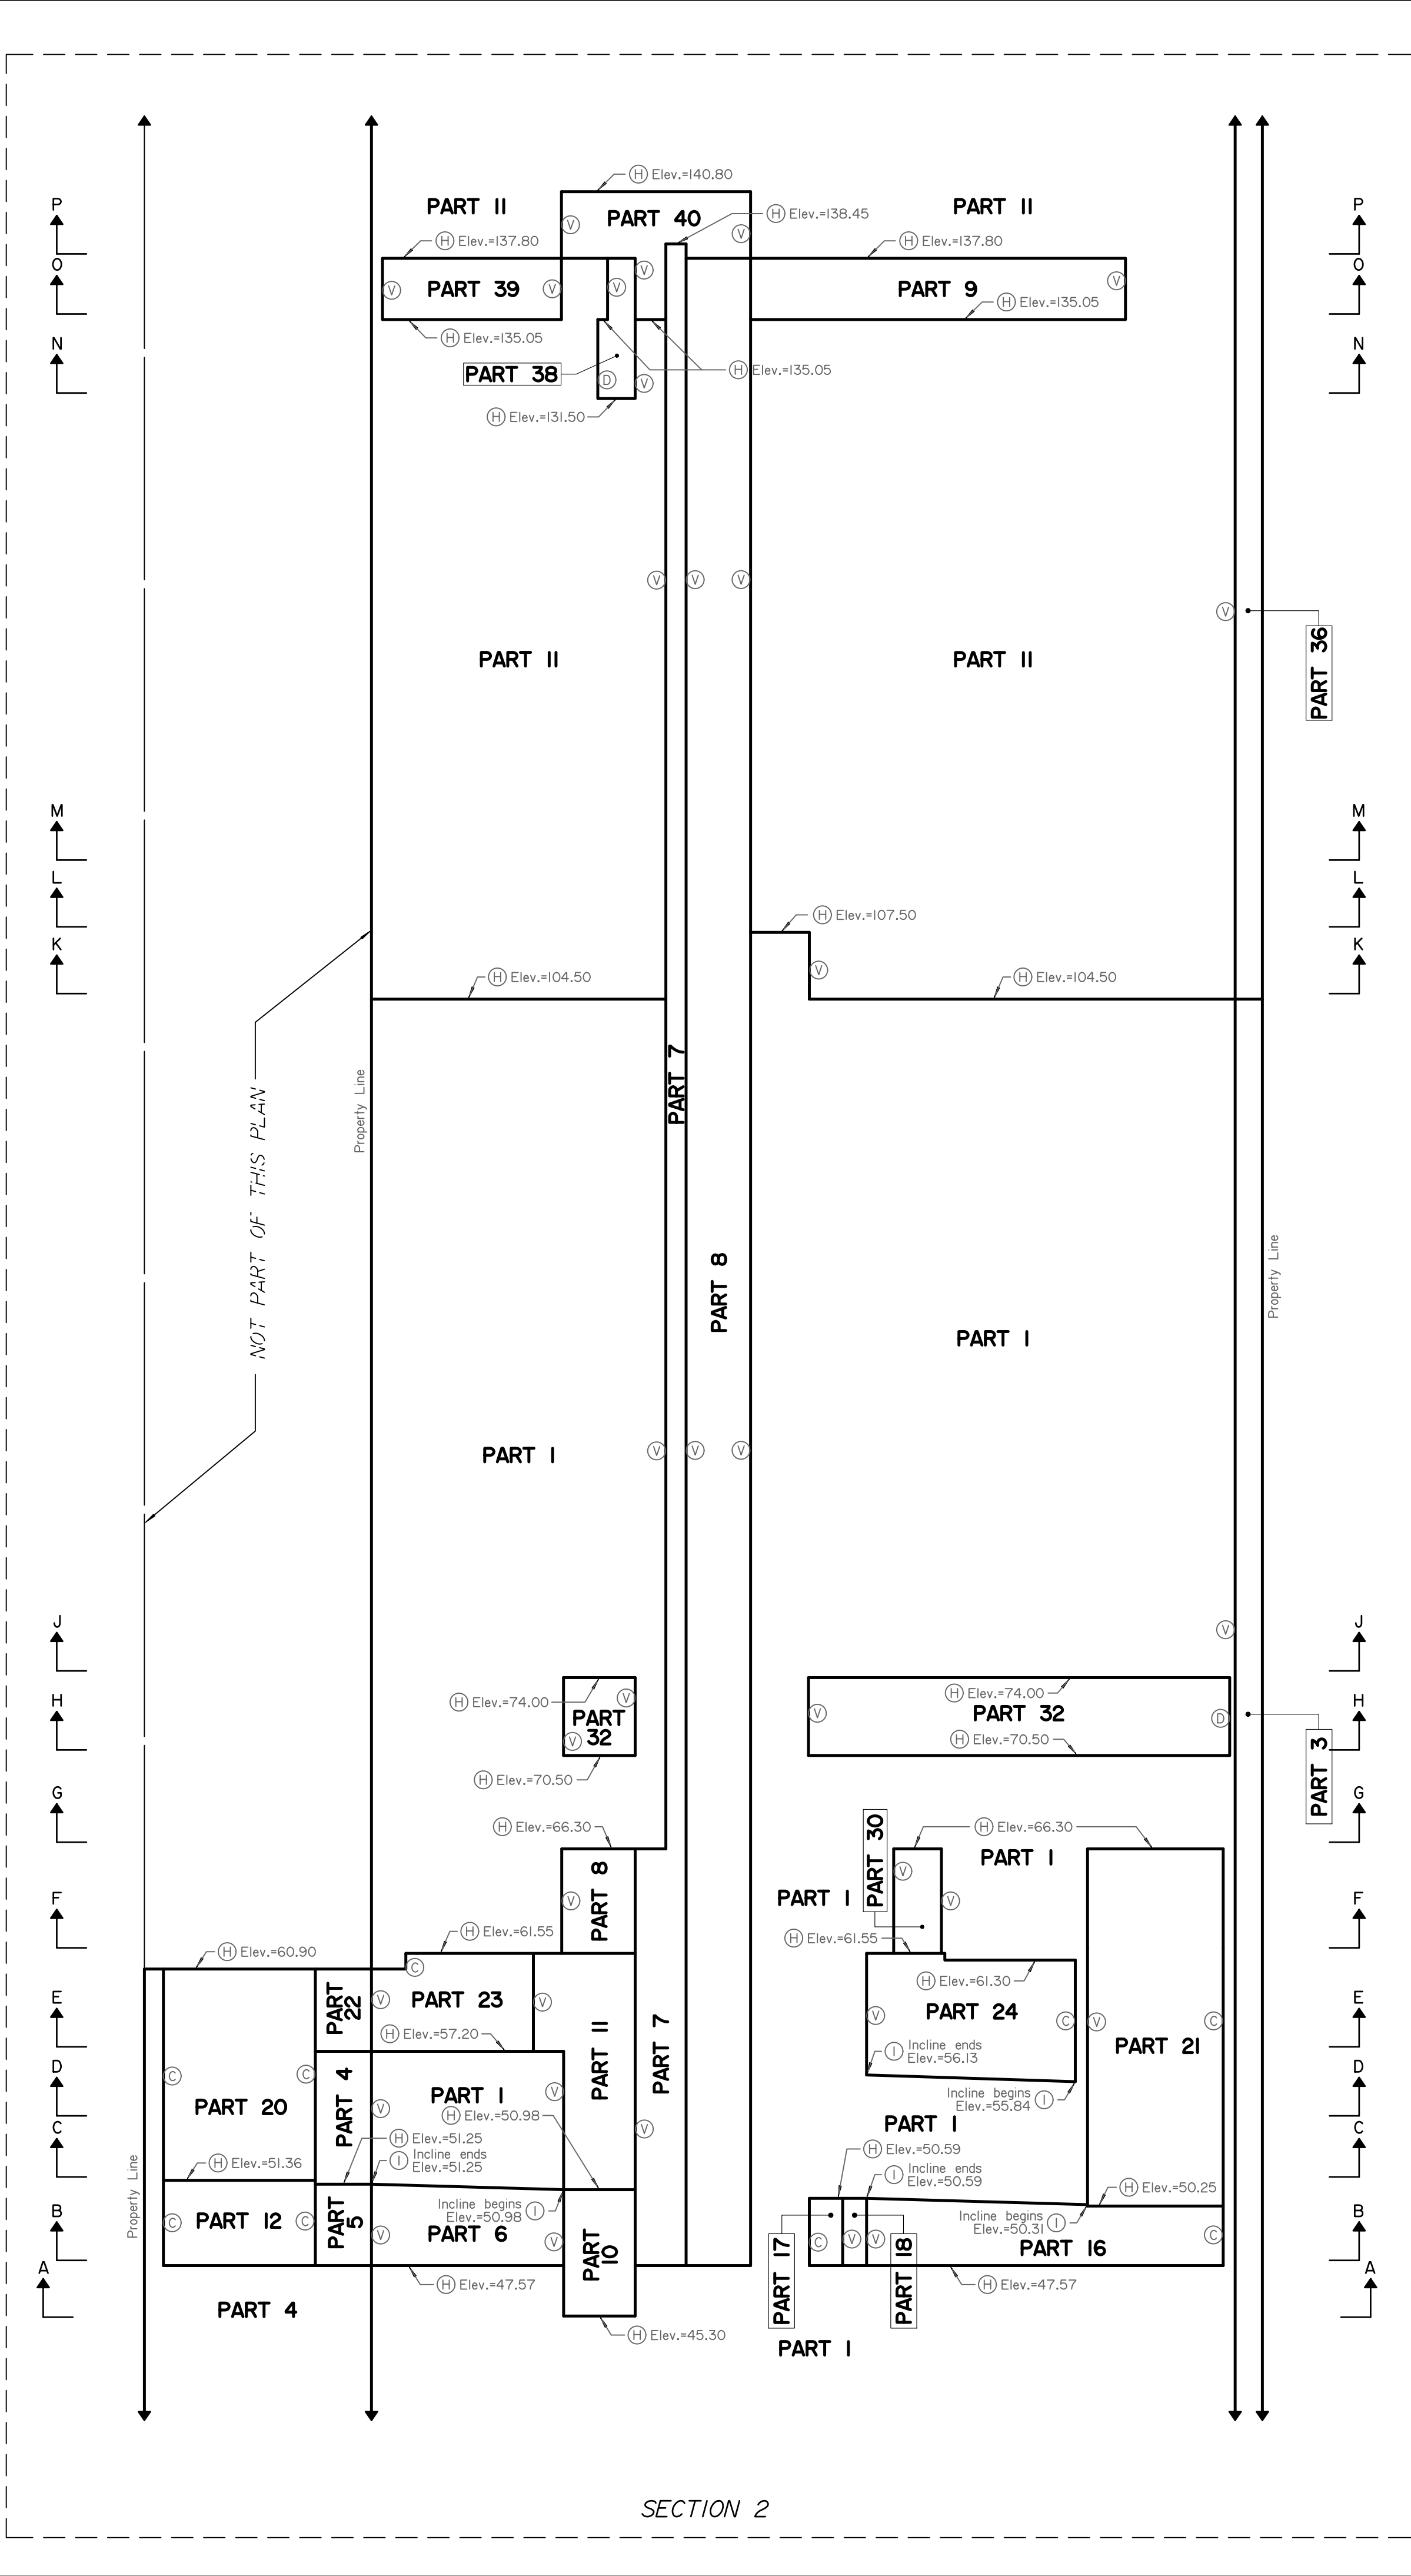 Ⓗ Elev.=140.80
P
PART 11
PART 40
PART 11
P
Ⓗ Elev.=138.45
V
V
Ⓗ Elev.=137.80
Ⓗ Elev.=137.80
O
O
V
V
PART 39
V
V
PART 9
V
Ⓗ Elev.=135.05
Ⓗ Elev.=135.05
N
N
PART 38
D
V
Ⓗ Elev.=135.05
Ⓗ Elev.=131.50
V
V
V
V
PART 36
PART 11
PART 11
M
M
L
L
Ⓗ Elev.=107.50
K
K
V
Ⓗ Elev.=104.50
Ⓗ Elev.=104.50
PART 7
Property Line
NOT PART OF THIS PLAN
Property Line
PART 8
PART 1
PART 1
V
V
V
J
J
V
H
H
Ⓗ Elev.=74.00
V
PART
32
V
Ⓗ Elev.=74.00
PART 32
V
D
Ⓗ Elev.=70.50
Ⓗ Elev.=70.50
PART 3
G
G
Ⓗ Elev.=66.30
PART 30
Ⓗ Elev.=66.30
PART 1
V
F
F
PART 8
V
PART 1
V
Ⓗ Elev.=61.55
Ⓗ Elev.=61.55
Ⓗ Elev.=60.90
C
Ⓗ Elev.=61.30
E
E
PART
22
V
PART 23
V
V
PART 24
C
V
C
PART 21
PART 11
PART 7
Ⓗ Elev.=57.20
Ⓘ Incline ends
Elev.=56.13
D
D
C
C
PART 4
PART 1
V
Incline begins Ⓘ
Elev.=55.84
PART 20
V
Ⓗ Elev.=50.98
V
PART 1
C
C
Ⓗ Elev.=51.25
Ⓗ Elev.=50.59
Ⓗ Elev.=51.36
Ⓘ Incline ends
Elev.=51.25
Ⓘ Incline ends
Elev.=50.59
Ⓗ Elev.=50.25
Property Line
B
B
Incline begins Ⓘ
Elev.=50.98
Incline begins Ⓘ
Elev.=50.31
C
PART 12
C
PART
5
V
PART 6
V
PART
10
C
V
V
PART 16
C
A
A
PART 17
PART 18
Ⓗ Elev.=47.57
Ⓗ Elev.=47.57
PART 4
Ⓗ Elev.=45.30
PART 1
SECTION 2